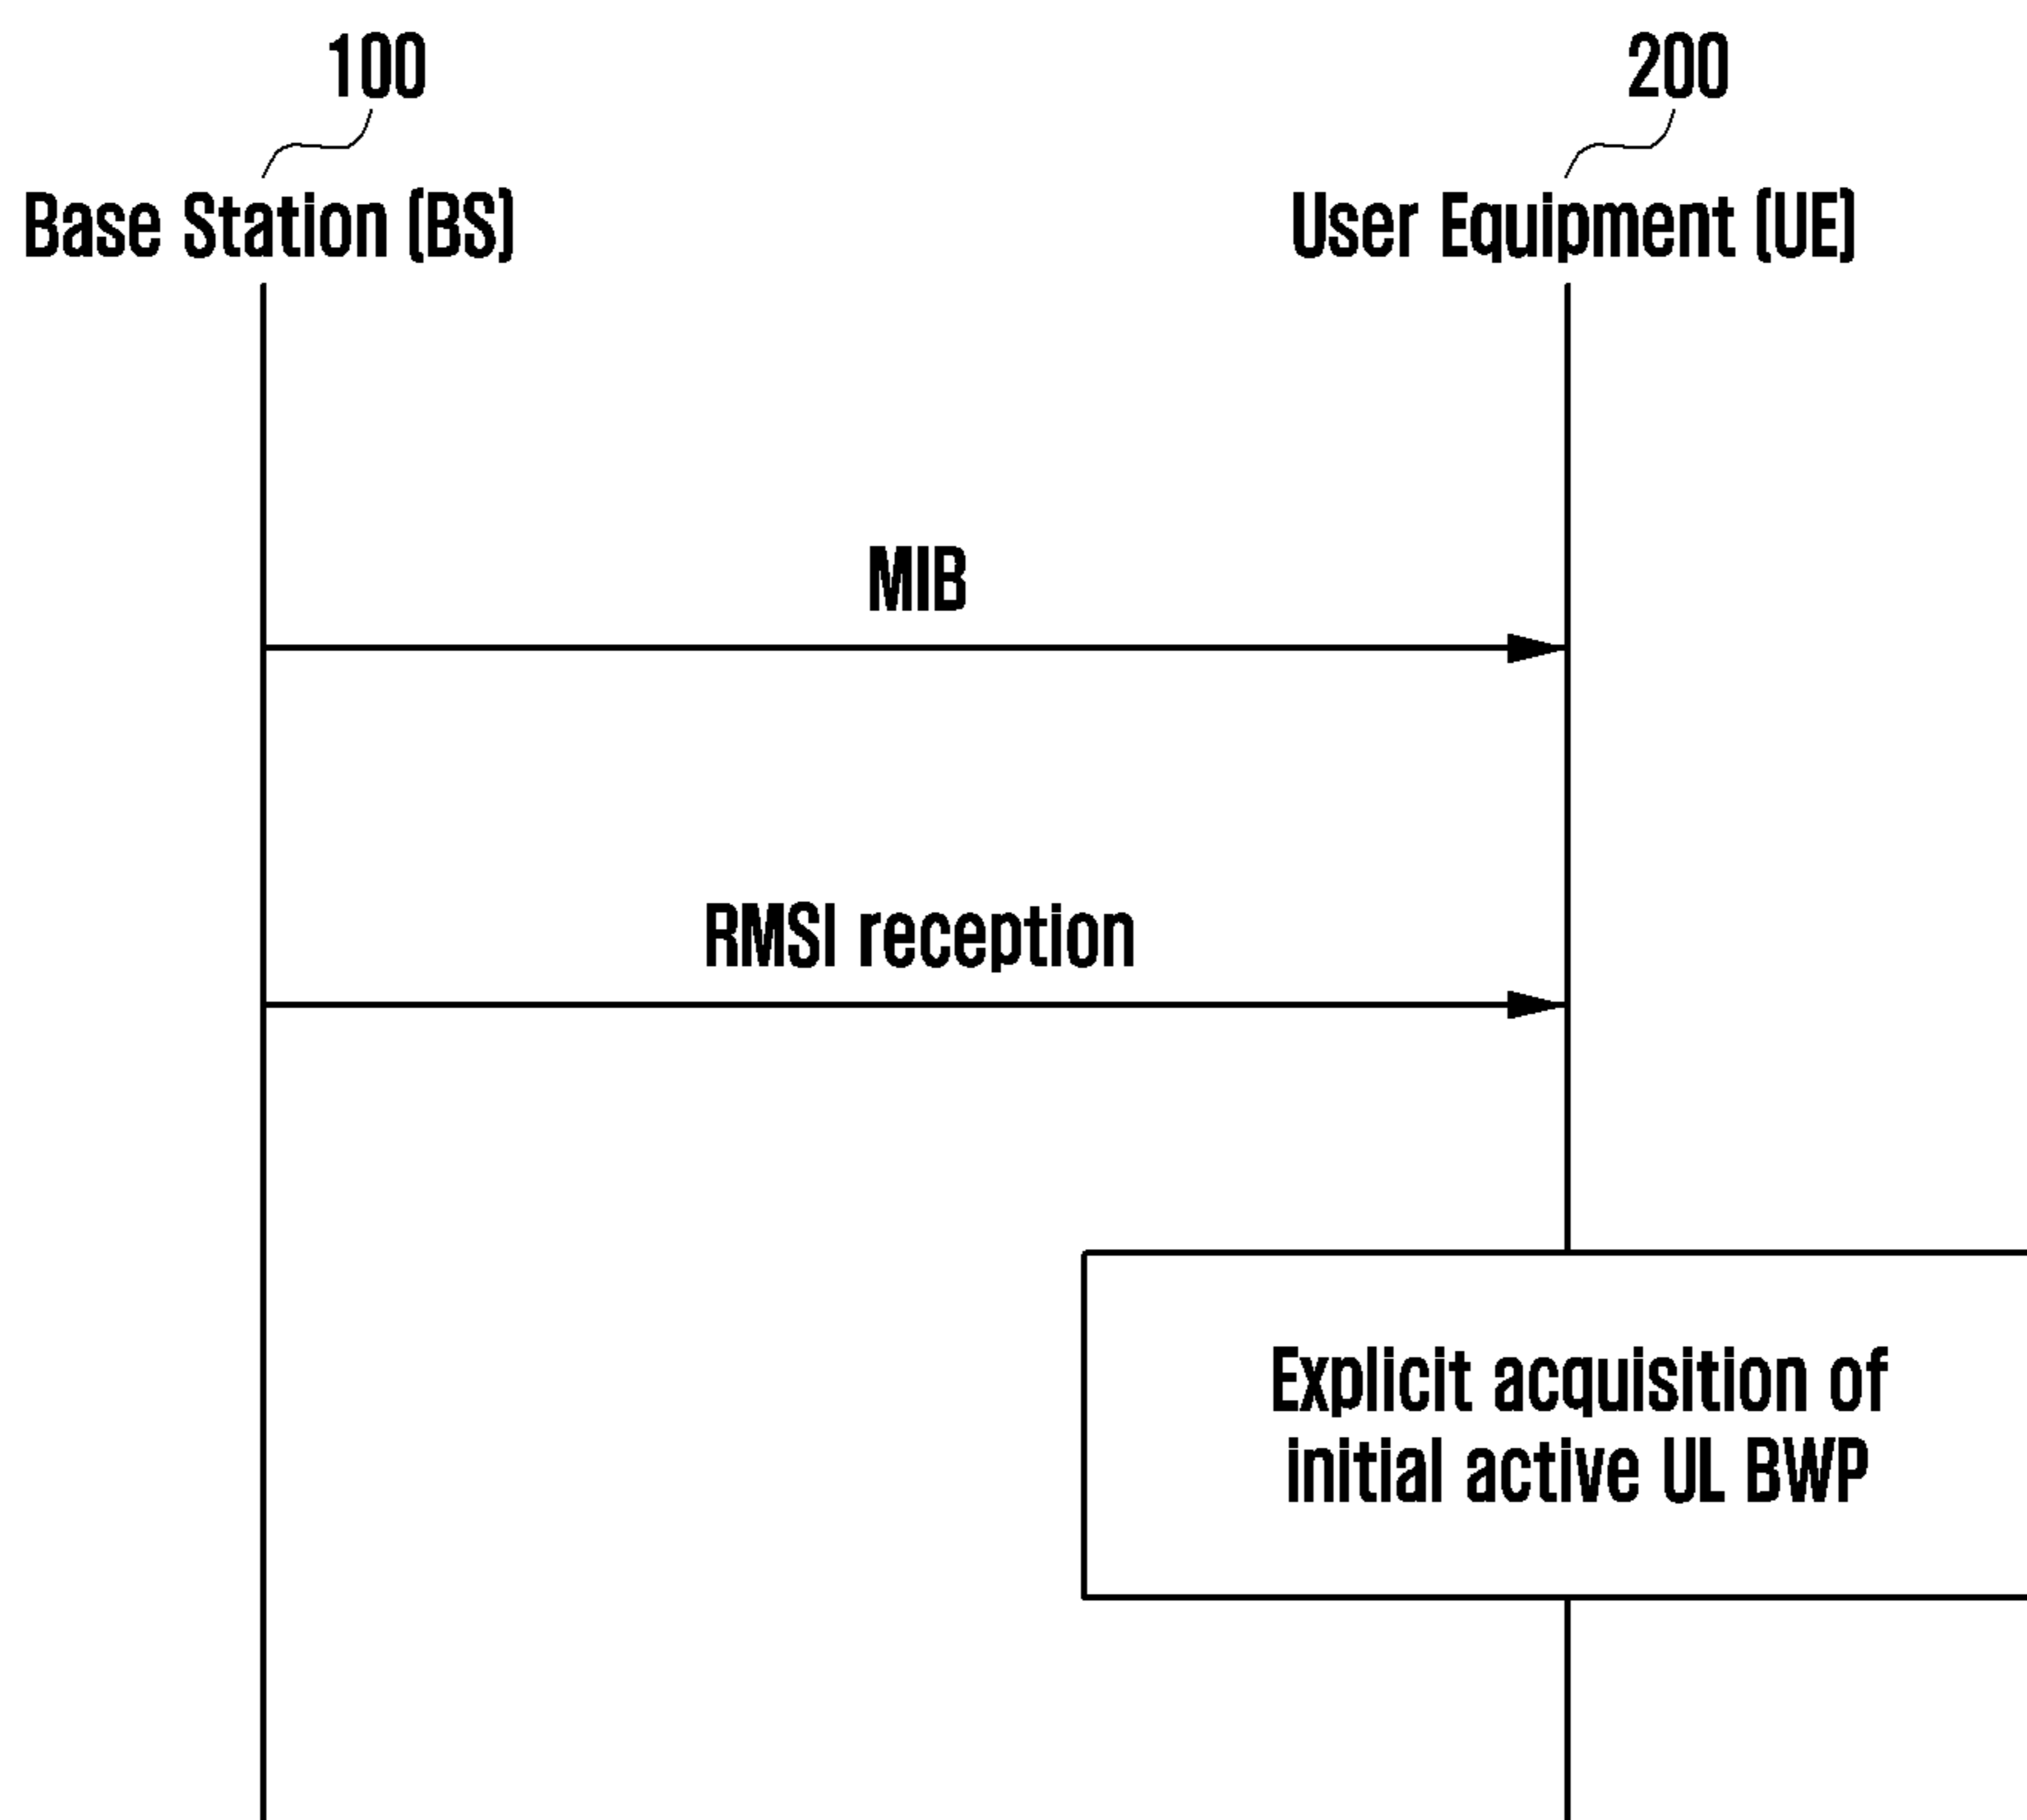 100
200
Base Station (BS)
User Equipment (UE)
MIB
RMSI reception
Explicit acquisition of
initial active UL BWP